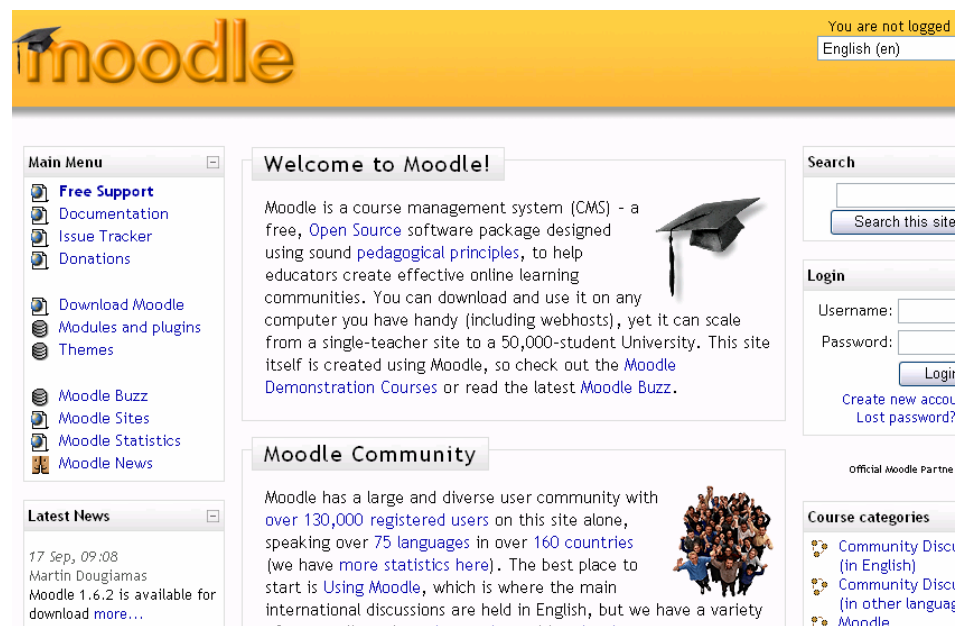 moodle
You are not logged
English (en)
Main Menu
Free Support
Documentation
Issue Tracker
Donations
Download Moodle
Modules and plugins
Themes
Moodle Buzz
Moodle Sites
Moodle Statistics
Moodle News
Latest News
17 Sep, 09:08
Martin Dougiamas
Moodle 1.6.2 is available for
download more...
Welcome to Moodle!
Moodle is a course management system (CMS) - a
free, Open Source software package designed
using sound pedagogical principles, to help
educators create effective online learning
communities. You can download and use it on any
computer you have handy (including webhosts), yet it can scale
from a single-teacher site to a 50,000-student University. This site
itself is created using Moodle, so check out the Moodle
Demonstration Courses or read the latest Moodle Buzz.
Moodle Community
Moodle has a large and diverse user community with
over 130,000 registered users on this site alone,
speaking over 75 languages in over 160 countries
(we have more statistics here). The best place to
start is Using Moodle, which is where the main
international discussions are held in English, but we have a variety
Search
Search this site
Login
Username:
Password:
Login
Create new accou
Lost password?
Official Moodle Partne
Course categories
Community Discu
(in English)
Community Discu
(in other languag
Moodle